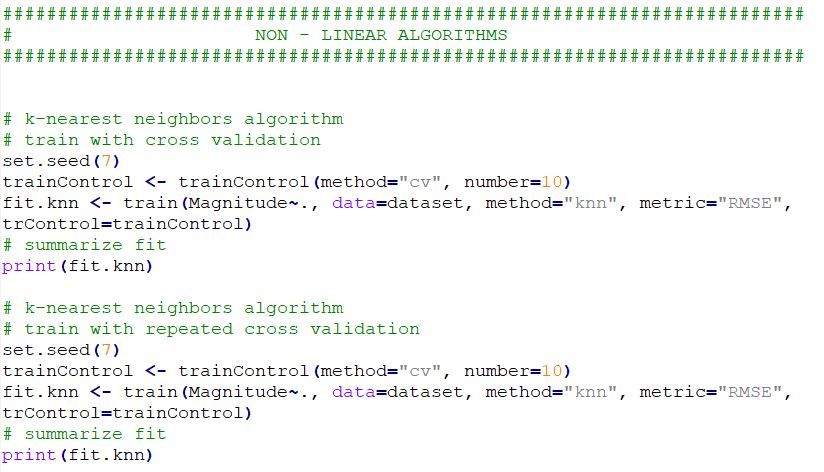 #########################################################################
# NON - LINEAR ALGORITHMS
#########################################################################
# k-nearest neighbors algorithm
# train with cross validation
set.seed(7)
trainControl <- trainControl(method="cv", number=10)
fit.knn <- train(Magnitude~., data=dataset, method="knn", metric="RMSE",
trControl=trainControl)
# summarize fit
print(fit.knn)
# k-nearest neighbors algorithm
# train with repeated cross validation
set.seed(7)
trainControl <- trainControl(method="cv", number=10)
fit.knn <- train(Magnitude~., data=dataset, method="knn", metric="RMSE",
trControl=trainControl)
# summarize fit
print(fit.knn)